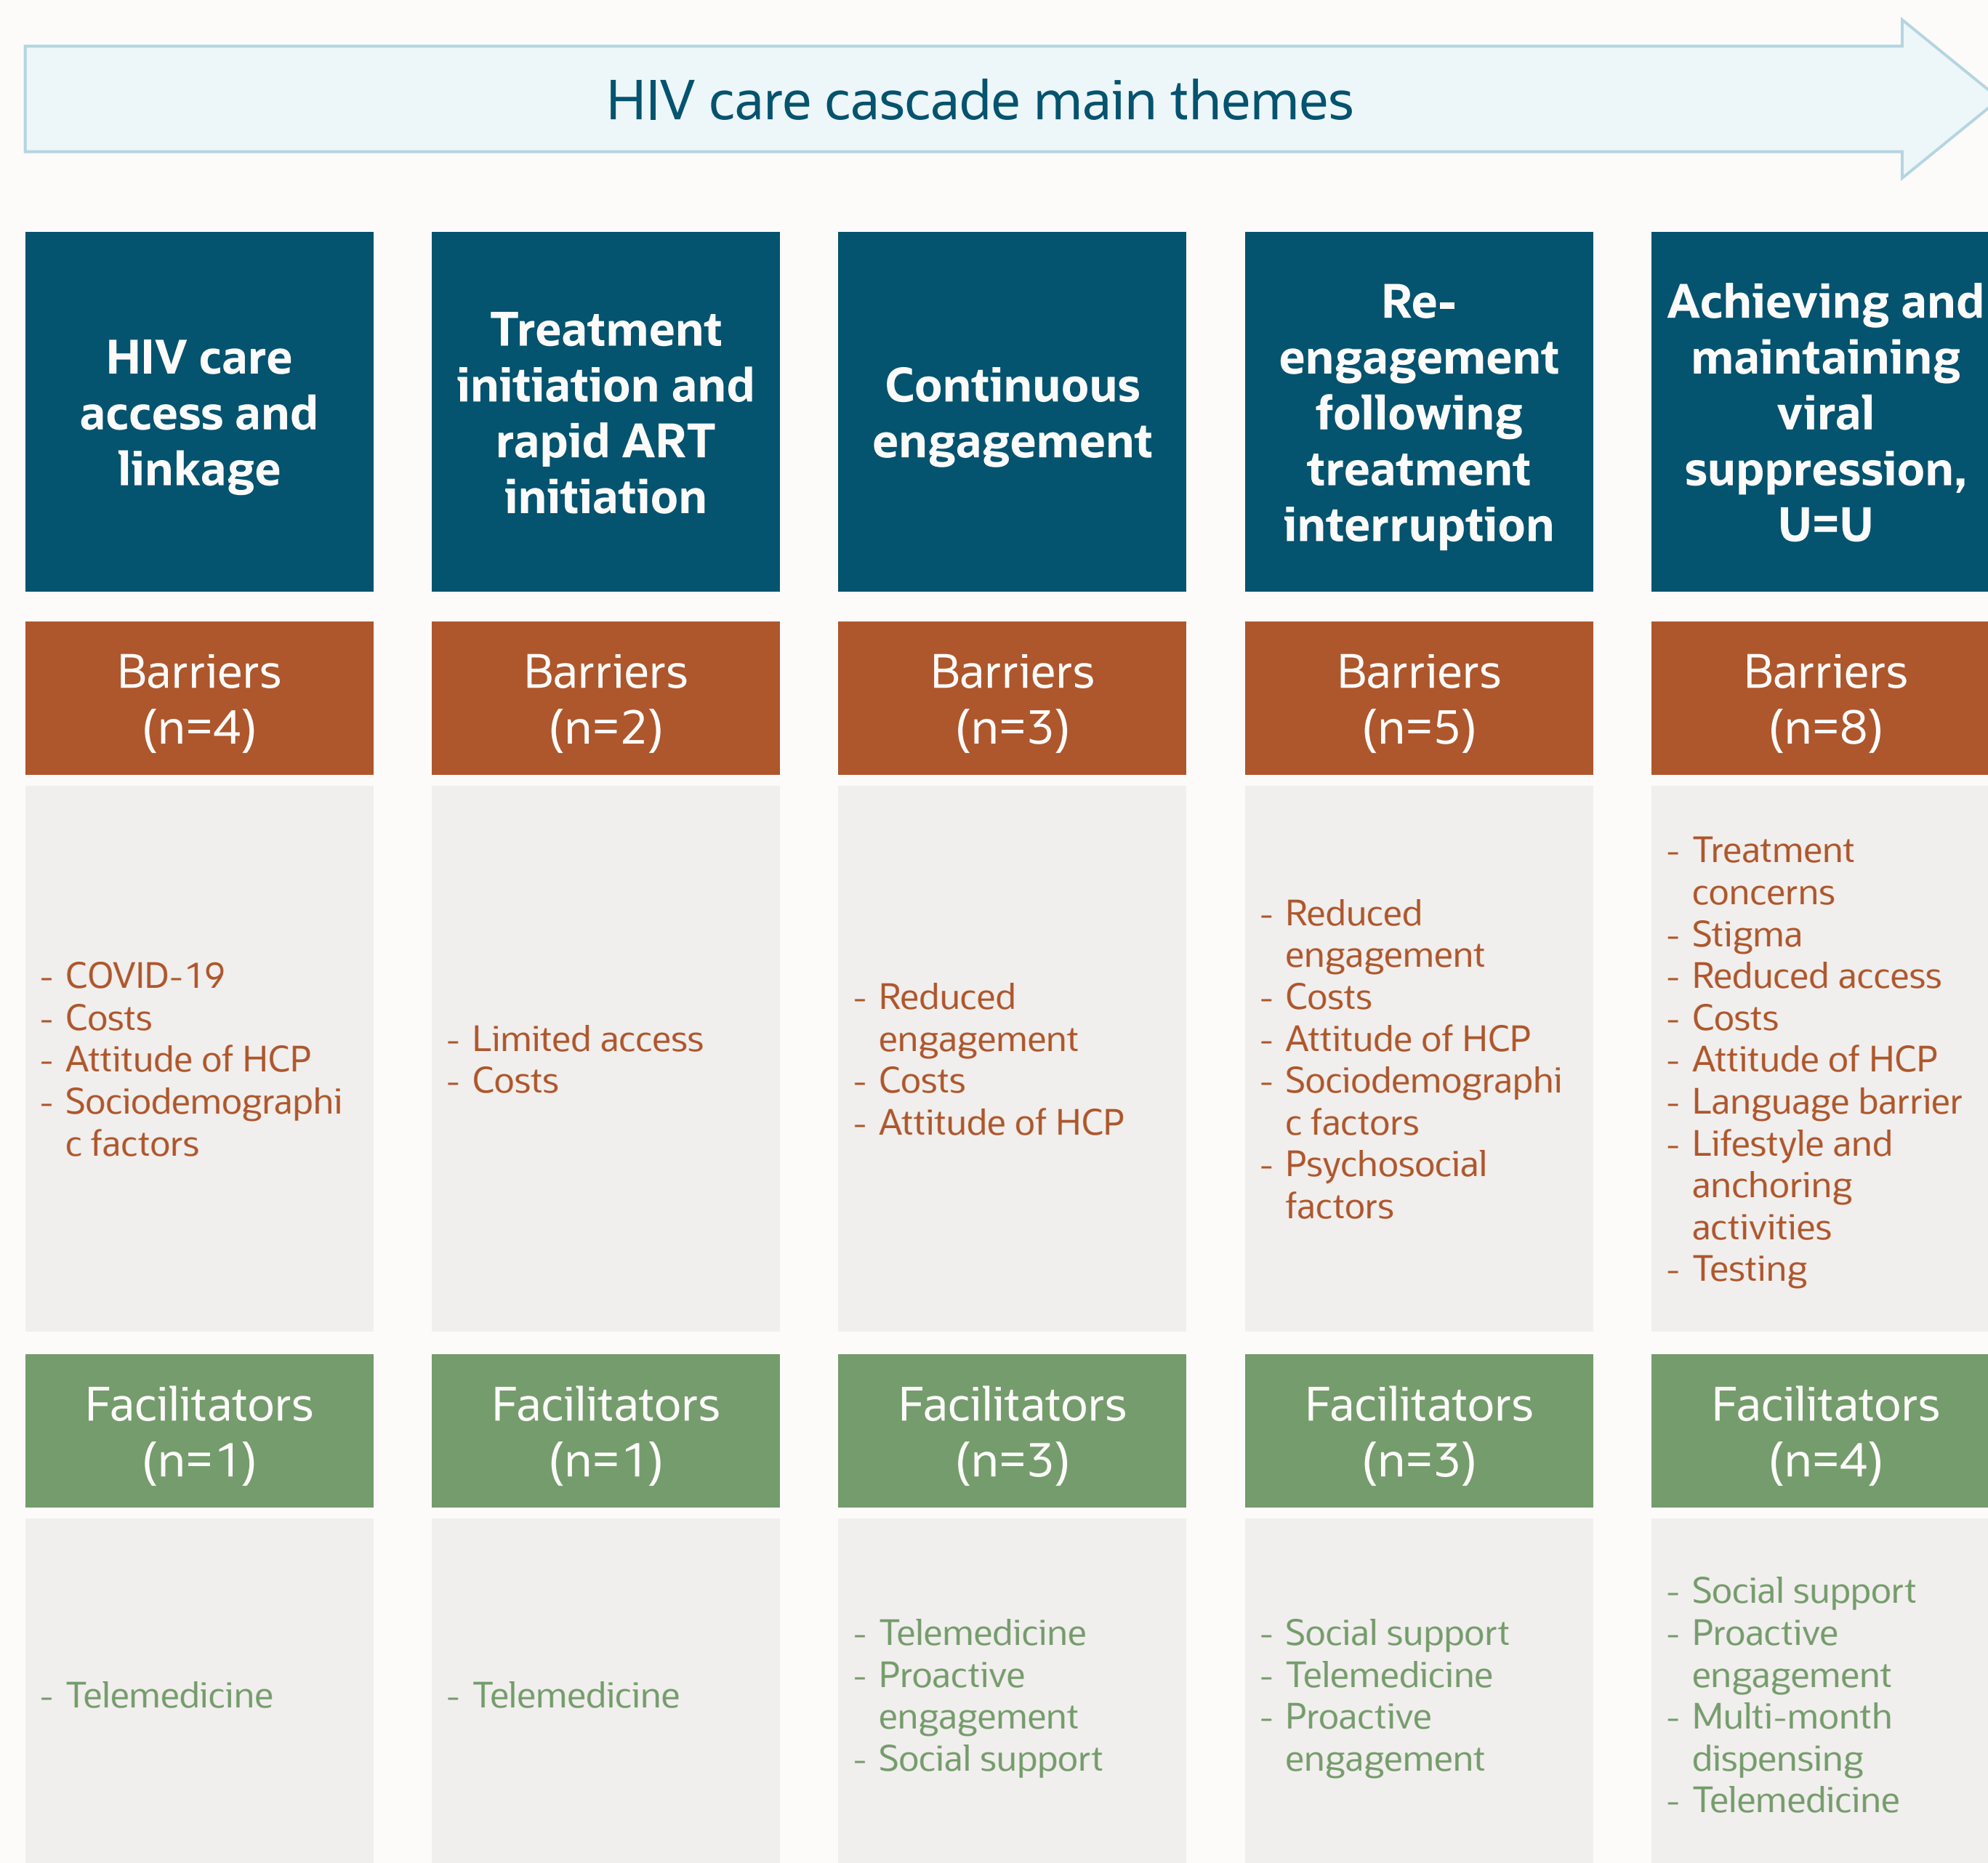 HIV care cascade main themes
HIV care
access and
linkage
Treatment
initiation and
rapid ART
initiation
Continuous
engagement
Re-
engagement
following
treatment
interruption
Achieving and
maintaining
viral
suppression,
U=U
Barriers
(n=4)
Barriers
(n=2)
Barriers
(n=3)
Barriers
(n=5)
Barriers
(n=8)
- COVID-19
- Costs
- Attitude of HCP
- Sociodemographi
c factors
- Limited access
- Costs
- Reduced
engagement
- Costs
- Attitude of HCP
- Reduced
engagement
- Costs
- Attitude of HCP
- Sociodemographi
c factors
- Psychosocial
factors
- Treatment
concerns
- Stigma
- Reduced access
- Costs
- Attitude of HCP
- Language barrier
- Lifestyle and
anchoring
activities
- Testing
Facilitators
(n=1)
Facilitators
(n=1)
Facilitators
(n=3)
Facilitators
(n=3)
Facilitators
(n=4)
- Telemedicine
- Telemedicine
- Telemedicine
- Proactive
engagement
- Social support
- Social support
- Telemedicine
- Proactive
engagement
- Social support
- Proactive
engagement
- Multi-month
dispensing
- Telemedicine